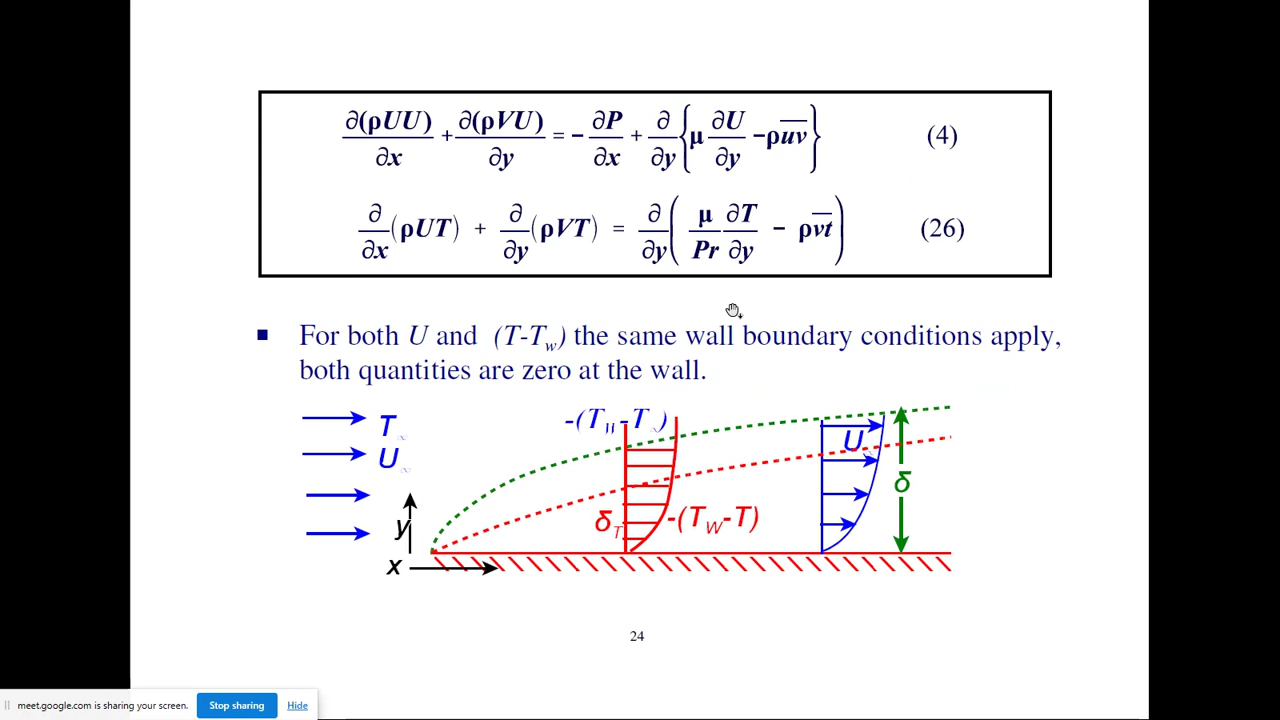 ∂(ρUU)/∂x + ∂(ρVU)/∂y = − ∂P/∂x + ∂/∂y {μ ∂U/∂y − ρu̅v̅} (4)
∂/∂x (ρUT) + ∂/∂y (ρVT) = ∂/∂y ( μ/Pr ∂T/∂y − ρv̅t̅ ) (26)
■ For both U and (T-Tw) the same wall boundary conditions apply,
both quantities are zero at the wall.
T∞
U∞
-(TW-T∞)
U∞
δ
δT
-(TW-T)
y
x
24
meet.google.com is sharing your screen. Stop sharing Hide